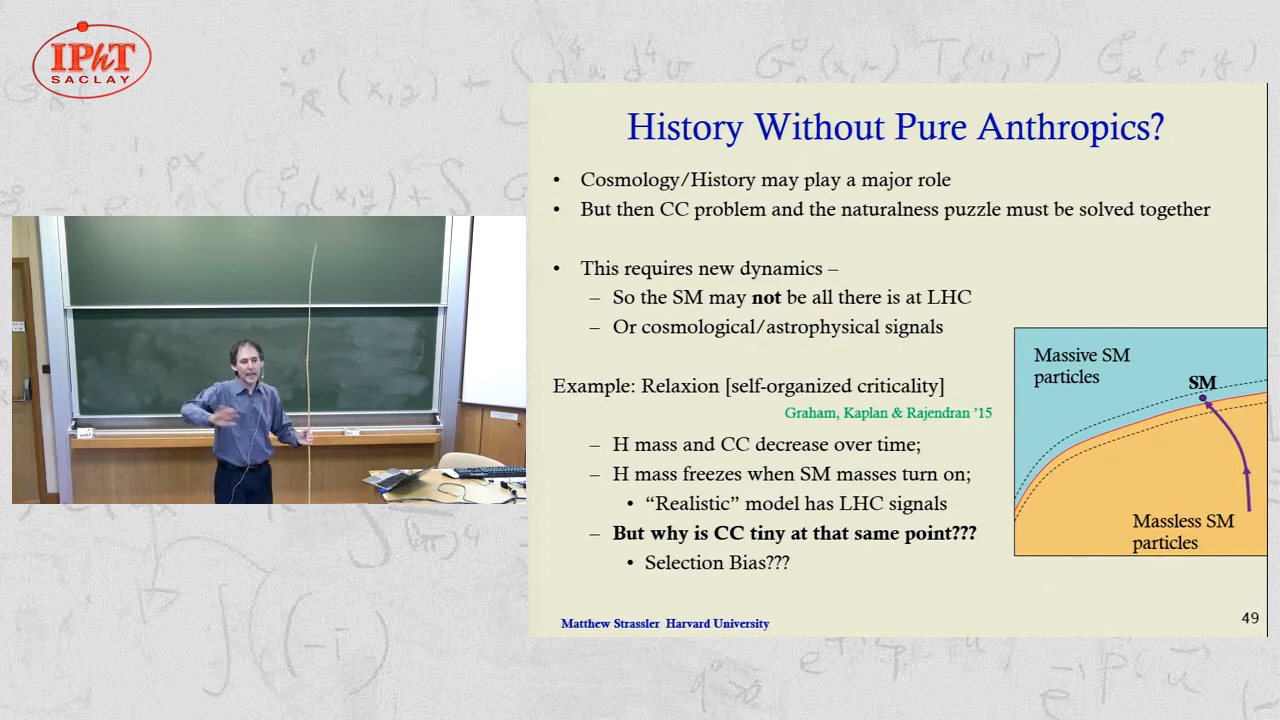 IPhT
SACLAY
History Without Pure Anthropics?
• Cosmology/History may play a major role
• But then CC problem and the naturalness puzzle must be solved together
• This requires new dynamics –
– So the SM may not be all there is at LHC
– Or cosmological/astrophysical signals
Example: Relaxion [self-organized criticality]
Graham, Kaplan & Rajendran ’15
– H mass and CC decrease over time;
– H mass freezes when SM masses turn on;
• “Realistic” model has LHC signals
– But why is CC tiny at that same point???
• Selection Bias???
Massive SM
particles
SM
Massless SM
particles
Matthew Strassler Harvard University
49